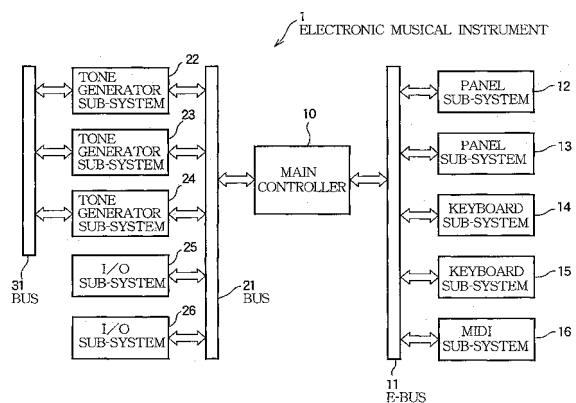 1
ELECTRONIC MUSICAL INSTRUMENT
22
TONE
GENERATOR
SUB-SYSTEM
23
TONE
GENERATOR
SUB-SYSTEM
24
TONE
GENERATOR
SUB-SYSTEM
25
I/O
SUB-SYSTEM
26
I/O
SUB-SYSTEM
31
BUS
21
BUS
10
MAIN
CONTROLLER
PANEL
SUB-SYSTEM
12
PANEL
SUB-SYSTEM
13
KEYBOARD
SUB-SYSTEM
14
KEYBOARD
SUB-SYSTEM
15
MIDI
SUB-SYSTEM
16
11
E-BUS